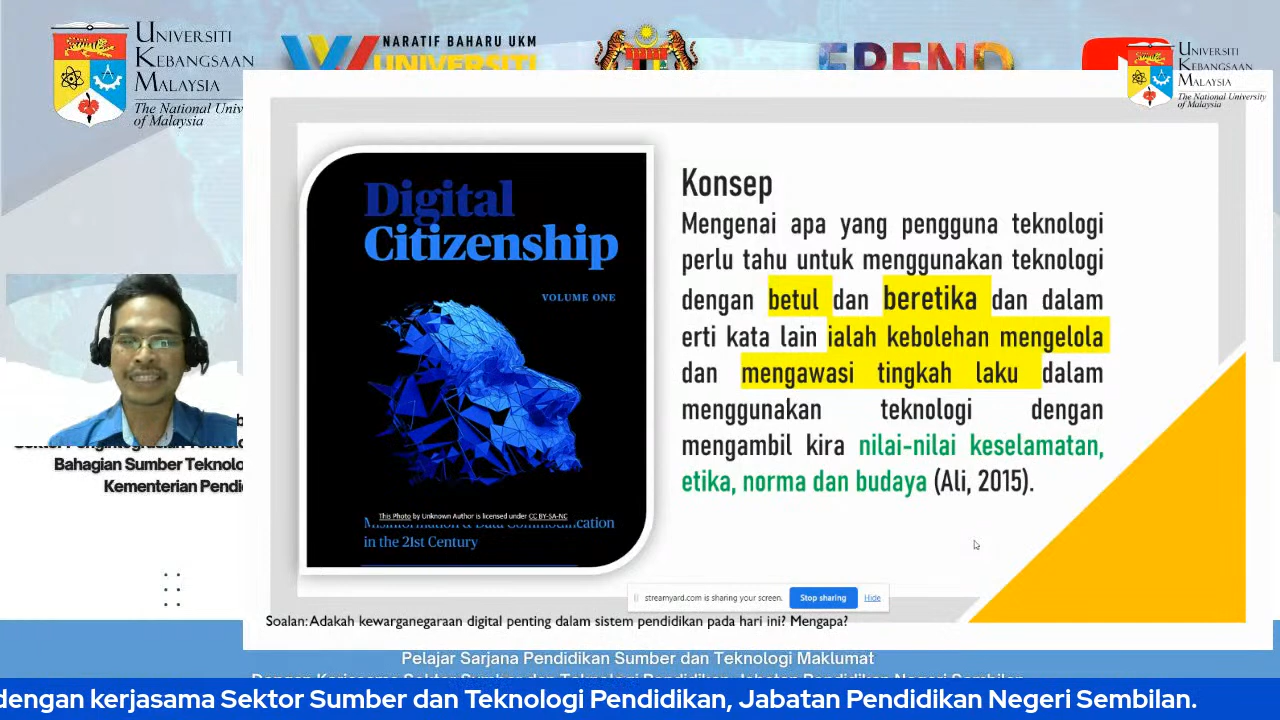 UNIVERSITI
KEBANGSAAN
MALAYSIA
The National
of Malaysia
NARATIF BAHARU UKM
UNIVERSITI
UNIVERSITI
KEBANGSAAN
MALAYSIA
The National University
of Malaysia
Digital
Citizenship
VOLUME ONE
This Photo by Unknown Author is licensed under CC BY-SA-NC
in the 21st Century
Konsep
Mengenai apa yang pengguna teknologi
perlu tahu untuk menggunakan teknologi
dengan betul dan beretika dan dalam
erti kata lain ialah kebolehan mengelola
dan mengawasi tingkah laku dalam
menggunakan teknologi dengan
mengambil kira nilai-nilai keselamatan,
etika, norma dan budaya (Ali, 2015).
Bahagian Sumber
Kementerian
streamyard.com is sharing your screen. Stop sharing Hide
Soalan: Adakah kewarganegaraan digital penting dalam sistem pendidikan pada hari ini? Mengapa?
Pelajar Sarjana Pendidikan Sumber dan Teknologi Maklumat
dengan kerjasama Sektor Sumber dan Teknologi Pendidikan, Jabatan Pendidikan Negeri Sembilan.